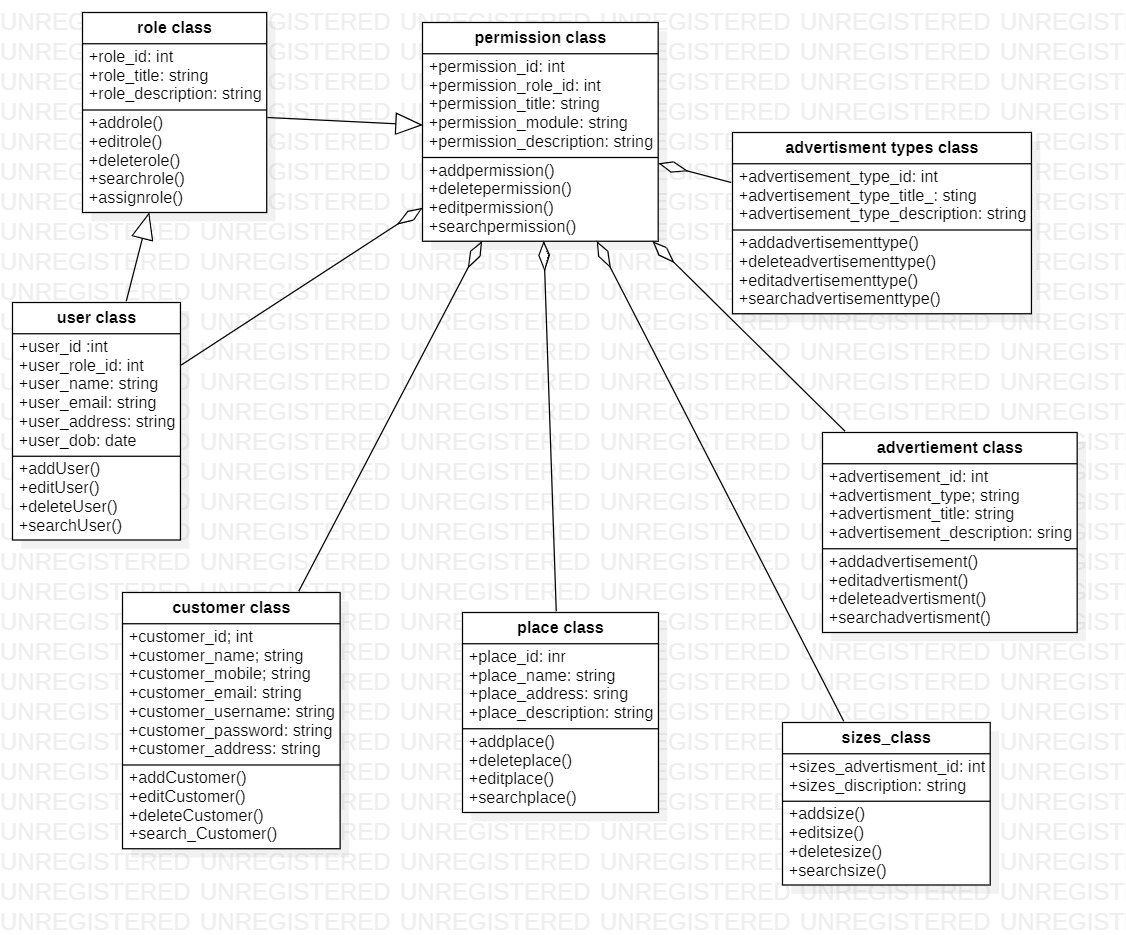 role class
+role_id: int
+role_title: string
+role_description: string
+addrole()
+editrole()
+deleterole()
+searchrole()
+assignrole()
permission class
+permission_id: int
+permission_role_id: int
+permission_title: string
+permission_module: string
+permission_description: string
+addpermission()
+deletepermission()
+editpermission()
+searchpermission()
advertisment types class
+advertisement_type_id: int
+advertisement_type_title_: sting
+advertisement_type_description: string
+addadvertisementtype()
+deleteadvertisementtype()
+editadvertisementtype()
+searchadvertisementtype()
user class
+user_id :int
+user_role_id: int
+user_name: string
+user_email: string
+user_address: string
+user_dob: date
+addUser()
+editUser()
+deleteUser()
+searchUser()
advertiement class
+advertisement_id: int
+advertisment_type; string
+advertisment_title: string
+advertisement_description: sring
+addadvertisement()
+editadvertisment()
+deleteadvertisment()
+searchadvertisment()
customer class
+customer_id; int
+customer_name; string
+customer_mobile; string
+customer_email: string
+customer_username: string
+customer_password: string
+customer_address: string
+addCustomer()
+editCustomer()
+deleteCustomer()
+search_Customer()
place class
+place_id: inr
+place_name: string
+place_address: sring
+place_description: string
+addplace()
+deleteplace()
+editplace()
+searchplace()
sizes_class
+sizes_advertisment_id: int
+sizes_discription: string
+addsize()
+editsize()
+deletesize()
+searchsize()
UNREGISTERED